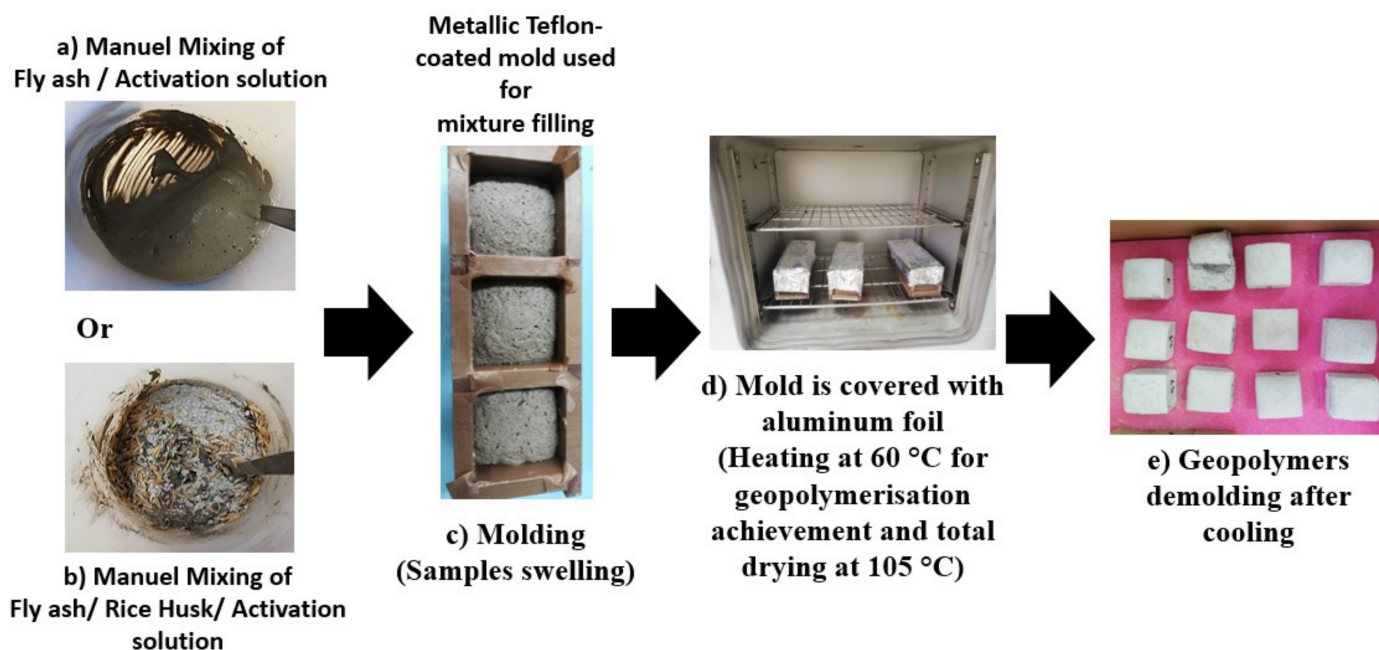 a) Manuel Mixing of
Fly ash / Activation solution
Or
b) Manuel Mixing of
Fly ash/ Rice Husk/ Activation
solution
Metallic Teflon-
coated mold used
for
mixture filling
c) Molding
(Samples swelling)
d) Mold is covered with
aluminum foil
(Heating at 60 °C for
geopolymerisation
achievement and total
drying at 105 °C)
e) Geopolymers
demolding after
cooling